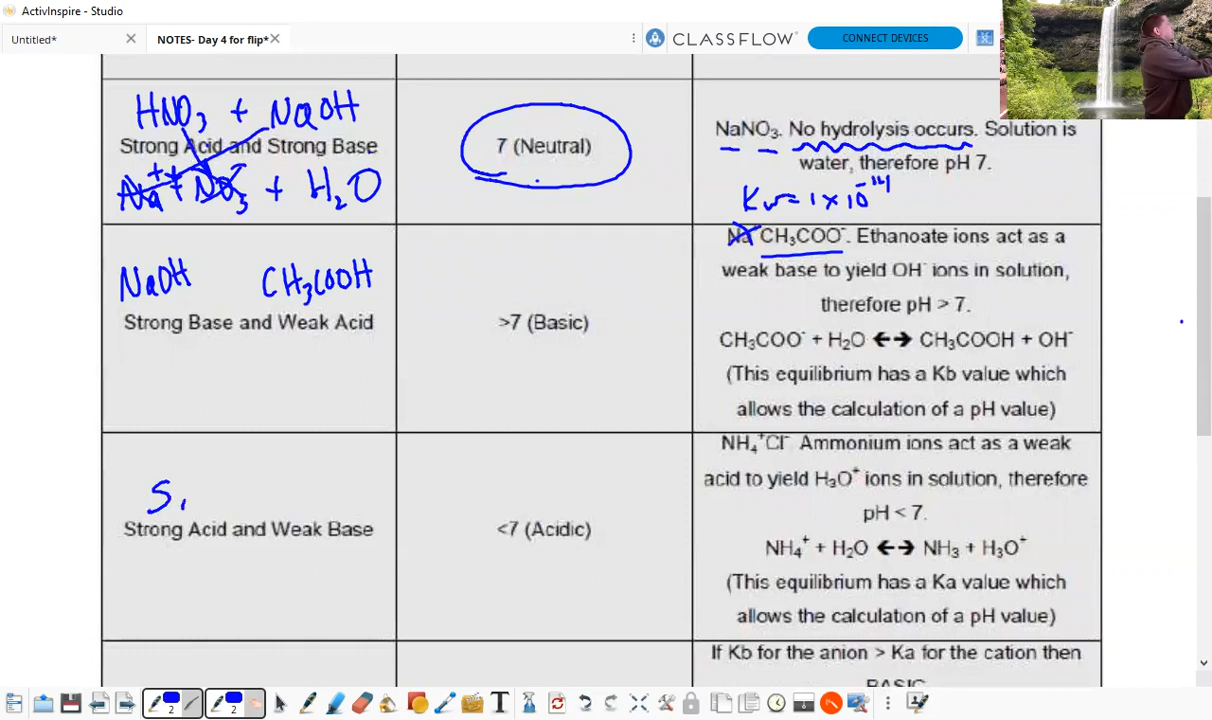 ActivInspire - Studio
Untitled*
NOTES- Day 4 for flip*
CLASSFLOW
CONNECT DEVICES
HNO₃ + NaOH
Strong Acid and Strong Base
Na⁺ + NO₃⁻ + H₂O
7 (Neutral)
NaNO₃. No hydrolysis occurs. Solution is
water, therefore pH 7.
Kw = 1 x 10⁻¹⁴
NaOH CH₃COOH
Strong Base and Weak Acid
>7 (Basic)
Na⁺CH₃COO⁻. Ethanoate ions act as a
weak base to yield OH⁻ ions in solution,
therefore pH > 7.
CH₃COO⁻ + H₂O ↔ CH₃COOH + OH⁻
(This equilibrium has a Kb value which
allows the calculation of a pH value)
S
Strong Acid and Weak Base
<7 (Acidic)
NH₄⁺Cl⁻. Ammonium ions act as a weak
acid to yield H₃O⁺ ions in solution, therefore
pH < 7.
NH₄⁺ + H₂O ↔ NH₃ + H₃O⁺
(This equilibrium has a Ka value which
allows the calculation of a pH value)
If Kb for the anion > Ka for the cation then
BASIC
2
2
T